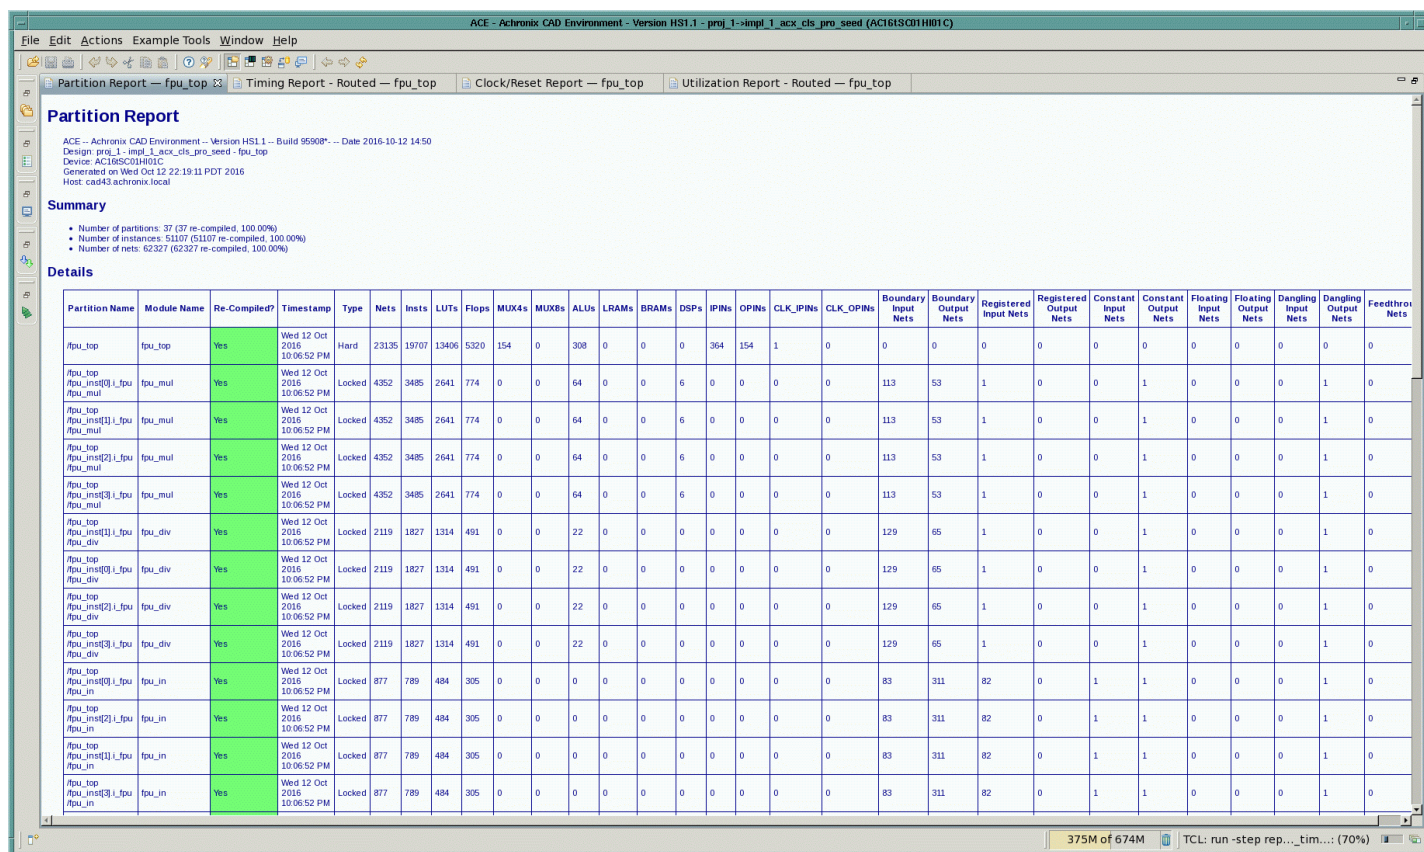 ACE - Achronix CAD Environment - Version HS1.1 - proj_1->impl_1_acx_cls_pro_seed (AC16tSC01HI01C)
File Edit Actions Example Tools Window Help
Partition Report — fpu_top Timing Report - Routed — fpu_top Clock/Reset Report — fpu_top Utilization Report - Routed — fpu_top
Partition Report
ACE -- Achronix CAD Environment -- Version HS1.1 -- Build 95908*- -- Date 2016-10-12 14:50
Design: proj_1 - impl_1_acx_cls_pro_seed - fpu_top
Device: AC16tSC01HI01C
Generated on Wed Oct 12 22:19:11 PDT 2016
Host: cad43.achronix.local
Summary
• Number of partitions: 37 (37 re-compiled, 100.00%)
• Number of instances: 51107 (51107 re-compiled, 100.00%)
• Number of nets: 62327 (62327 re-compiled, 100.00%)
Details
Partition Name Module Name Re-Compiled? Timestamp Type Nets Insts LUTs Flops MUX4s MUX8s ALUs LRAMs BRAMs DSPs IPINs OPINs CLK_IPINs CLK_OPINs Boundary Input Nets Boundary Output Nets Registered Input Nets Registered Output Nets Constant Input Nets Constant Output Nets Floating Input Nets Floating Output Nets Dangling Input Nets Dangling Output Nets Feedthrou Nets
/fpu_top fpu_top Yes Wed 12 Oct 2016 10:06:52 PM Hard 23135 19707 13406 5320 154 0 308 0 0 0 364 154 1 0 0 0 0 0 0 0 0 0 0 0 0
/fpu_top /fpu_inst[0].i_fpu /fpu_mul fpu_mul Yes Wed 12 Oct 2016 10:06:52 PM Locked 4352 3485 2641 774 0 0 64 0 0 6 0 0 0 0 113 53 1 0 0 1 0 0 0 1 0
/fpu_top /fpu_inst[1].i_fpu /fpu_mul fpu_mul Yes Wed 12 Oct 2016 10:06:52 PM Locked 4352 3485 2641 774 0 0 64 0 0 6 0 0 0 0 113 53 1 0 0 1 0 0 0 1 0
/fpu_top /fpu_inst[2].i_fpu /fpu_mul fpu_mul Yes Wed 12 Oct 2016 10:06:52 PM Locked 4352 3485 2641 774 0 0 64 0 0 6 0 0 0 0 113 53 1 0 0 1 0 0 0 1 0
/fpu_top /fpu_inst[3].i_fpu /fpu_mul fpu_mul Yes Wed 12 Oct 2016 10:06:52 PM Locked 4352 3485 2641 774 0 0 64 0 0 6 0 0 0 0 113 53 1 0 0 1 0 0 0 1 0
/fpu_top /fpu_inst[1].i_fpu /fpu_div fpu_div Yes Wed 12 Oct 2016 10:06:52 PM Locked 2119 1827 1314 491 0 0 22 0 0 0 0 0 0 0 129 65 1 0 0 1 0 0 0 1 0
/fpu_top /fpu_inst[0].i_fpu /fpu_div fpu_div Yes Wed 12 Oct 2016 10:06:52 PM Locked 2119 1827 1314 491 0 0 22 0 0 0 0 0 0 0 129 65 1 0 0 1 0 0 0 1 0
/fpu_top /fpu_inst[2].i_fpu /fpu_div fpu_div Yes Wed 12 Oct 2016 10:06:52 PM Locked 2119 1827 1314 491 0 0 22 0 0 0 0 0 0 0 129 65 1 0 0 1 0 0 0 1 0
/fpu_top /fpu_inst[3].i_fpu /fpu_div fpu_div Yes Wed 12 Oct 2016 10:06:52 PM Locked 2119 1827 1314 491 0 0 22 0 0 0 0 0 0 0 129 65 1 0 0 1 0 0 0 1 0
/fpu_top /fpu_inst[0].i_fpu /fpu_in fpu_in Yes Wed 12 Oct 2016 10:06:52 PM Locked 877 789 484 305 0 0 0 0 0 0 0 0 0 0 83 311 82 0 1 1 0 0 0 1 0
/fpu_top /fpu_inst[2].i_fpu /fpu_in fpu_in Yes Wed 12 Oct 2016 10:06:52 PM Locked 877 789 484 305 0 0 0 0 0 0 0 0 0 0 83 311 82 0 1 1 0 0 0 1 0
/fpu_top /fpu_inst[1].i_fpu /fpu_in fpu_in Yes Wed 12 Oct 2016 10:06:52 PM Locked 877 789 484 305 0 0 0 0 0 0 0 0 0 0 83 311 82 0 1 1 0 0 0 1 0
/fpu_top /fpu_inst[3].i_fpu /fpu_in fpu_in Yes Wed 12 Oct 2016 10:06:52 PM Locked 877 789 484 305 0 0 0 0 0 0 0 0 0 0 83 311 82 0 1 1 0 0 0 1 0
375M of 674M TCL: run -step rep..._tim...: (70%)